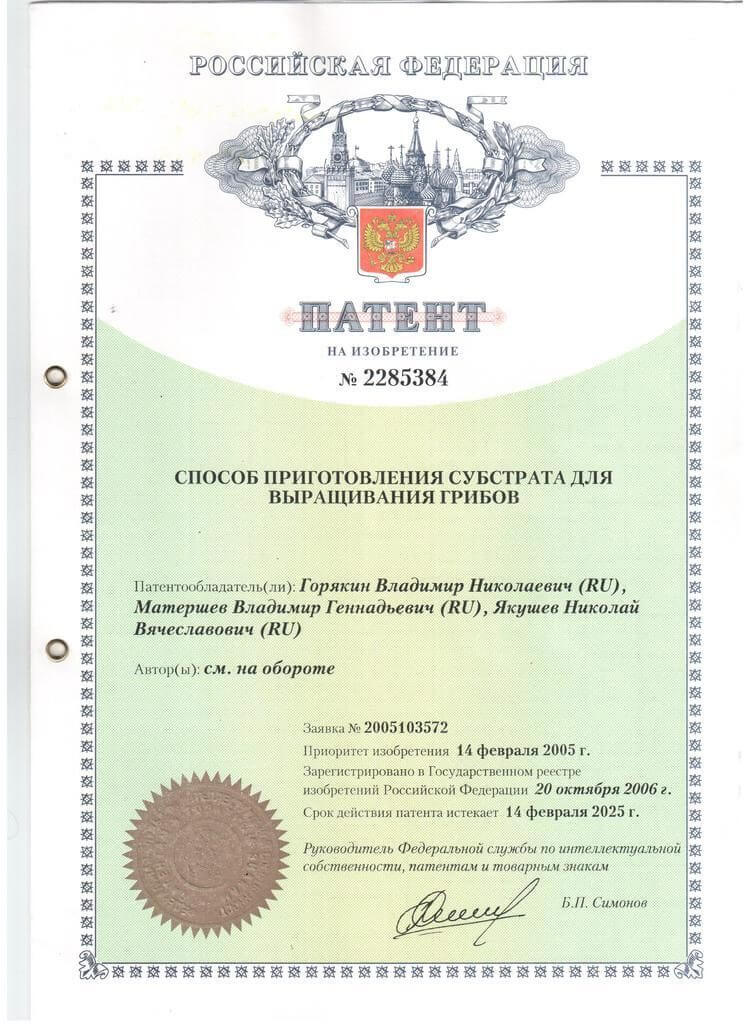 РОССИЙСКАЯ ФЕДЕРАЦИЯ
ПАТЕНТ
НА ИЗОБРЕТЕНИЕ
№ 2285384
СПОСОБ ПРИГОТОВЛЕНИЯ СУБСТРАТА ДЛЯ
ВЫРАЩИВАНИЯ ГРИБОВ
Патентообладатель(ли): Горякин Владимир Николаевич (RU),
Матершев Владимир Геннадьевич (RU), Якушев Николай
Вячеславович (RU)
Автор(ы): см. на обороте
Заявка № 2005103572
Приоритет изобретения 14 февраля 2005 г.
Зарегистрировано в Государственном реестре
изобретений Российской Федерации 20 октября 2006 г.
Срок действия патента истекает 14 февраля 2025 г.
Руководитель Федеральной службы по интеллектуальной
собственности, патентам и товарным знакам
Б.П. Симонов